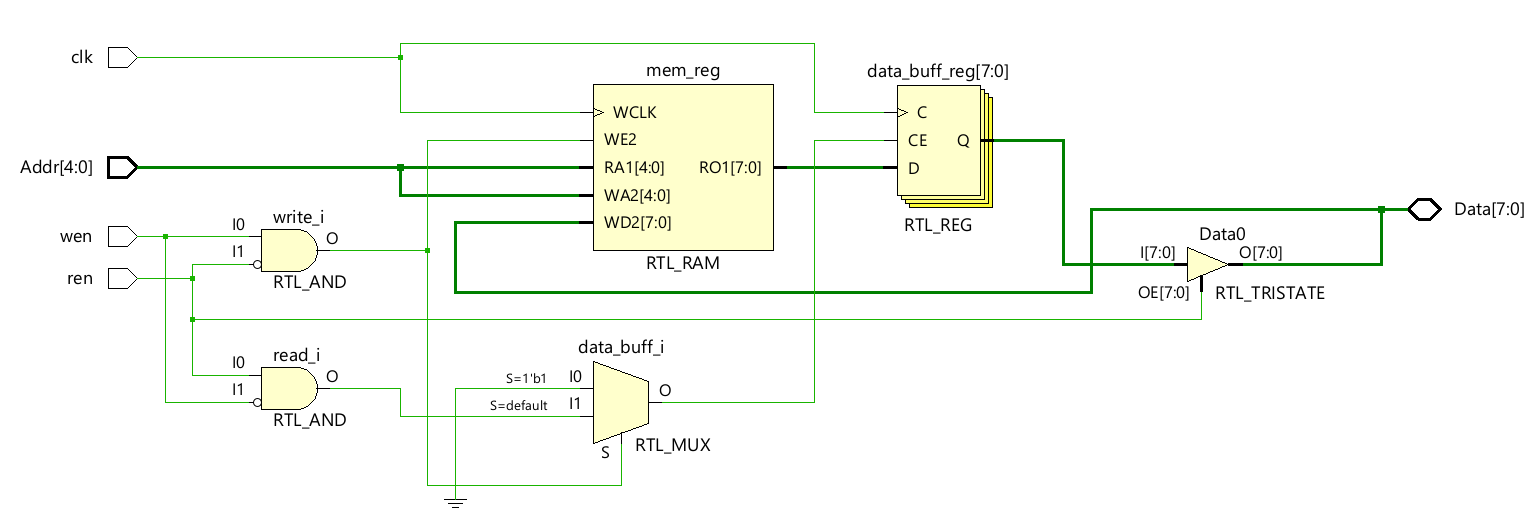 clk
mem_reg
data_buff_reg[7:0]
WCLK
C
WE2
CE
Q
Addr[4:0]
RA1[4:0]
RO1[7:0]
D
WA2[4:0]
WD2[7:0]
RTL_REG
Data[7:0]
write_i
I0
wen
O
I1
RTL_AND
RTL_RAM
Data0
I[7:0]
O[7:0]
OE[7:0]
RTL_TRISTATE
ren
read_i
I0
O
I1
RTL_AND
data_buff_i
S=1'b1
I0
O
S=default
I1
S
RTL_MUX